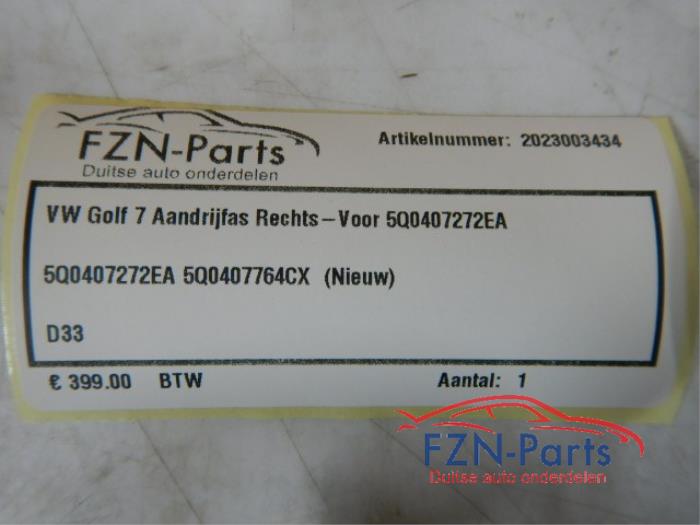 FZN-Parts
Duitse auto onderdelen
Artikelnummer: 2023003434
VW Golf 7 Aandrijfas Rechts-Voor 5Q0407272EA
5Q0407272EA 5Q0407764CX (Nieuw)
D33
€ 399.00 BTW Aantal: 1
FZN-Parts
Duitse auto onderdelen